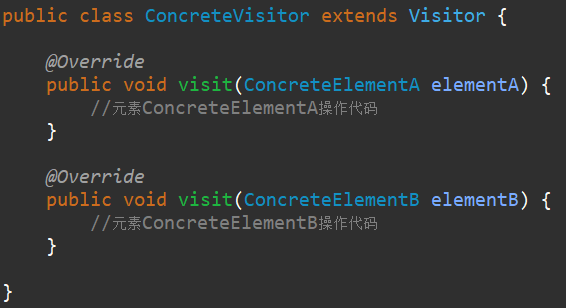 public class ConcreteVisitor extends Visitor {
@Override
public void visit(ConcreteElementA elementA) {
//元素ConcreteElementA操作代码
}
@Override
public void visit(ConcreteElementB elementB) {
//元素ConcreteElementB操作代码
}
}